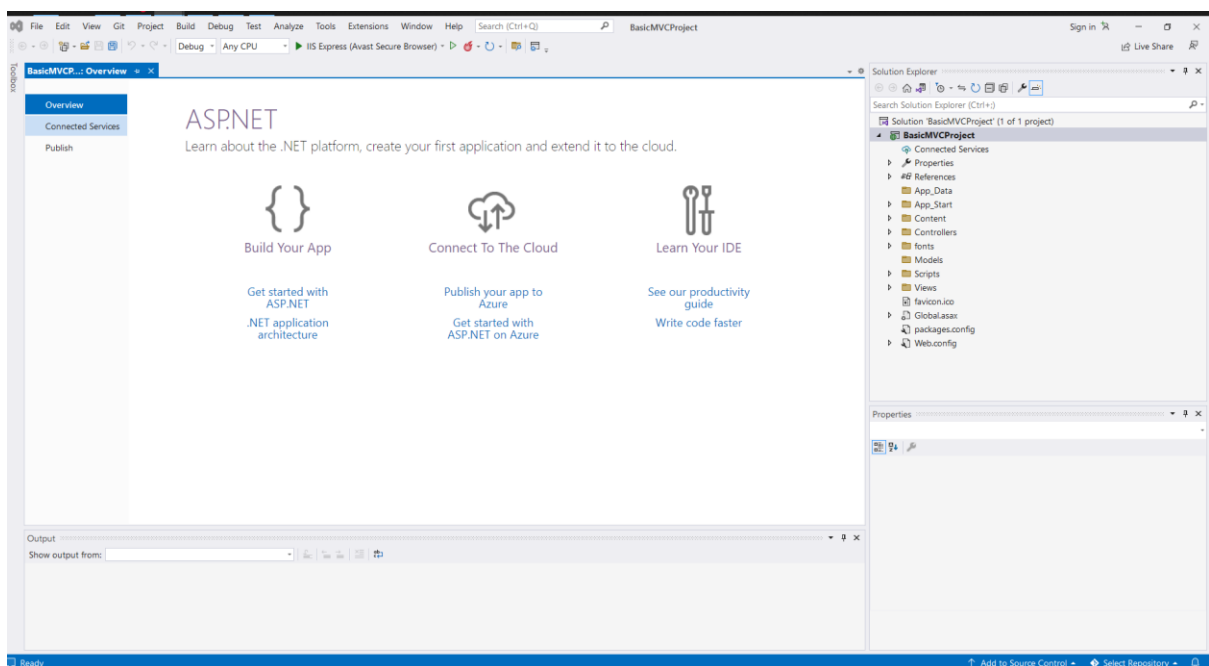 File Edit View Git Project Build Debug Test Analyze Tools Extensions Window Help Search (Ctrl+Q) BasicMVCProject Sign in
Debug Any CPU IIS Express (Avast Secure Browser) Live Share
Toolbox
BasicMVCP...: Overview
Overview
Connected Services
Publish
ASP.NET
Learn about the .NET platform, create your first application and extend it to the cloud.
{ }
Build Your App
Get started with
ASP.NET
.NET application
architecture
Connect To The Cloud
Publish your app to
Azure
Get started with
ASP.NET on Azure
Learn Your IDE
See our productivity
guide
Write code faster
Output
Show output from:
Solution Explorer
Search Solution Explorer (Ctrl+;)
Solution 'BasicMVCProject' (1 of 1 project)
BasicMVCProject
Connected Services
Properties
References
App_Data
App_Start
Content
Controllers
fonts
Models
Scripts
Views
favicon.ico
Global.asax
packages.config
Web.config
Properties
Ready Add to Source Control Select Repository